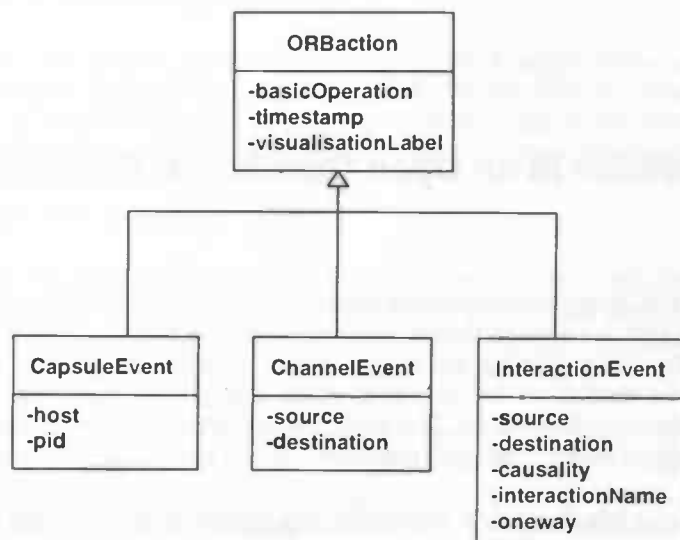 ORBaction
-basicOperation
-timestamp
-visualisationLabel
CapsuleEvent
-host
-pid
ChannelEvent
-source
-destination
InteractionEvent
-source
-destination
-causality
-interactionName
-oneway